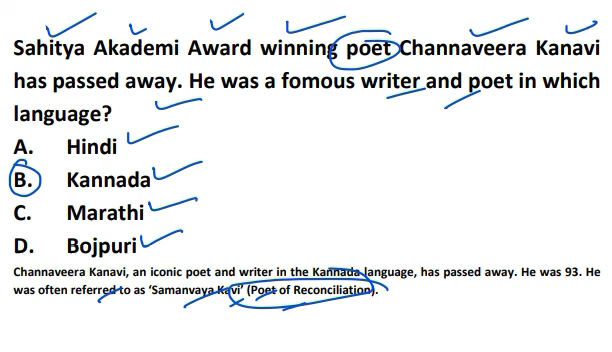 Sahitya Akademi Award winning poet Channaveera Kanavi
has passed away. He was a fomous writer and poet in which
language?
A. Hindi
B. Kannada
C. Marathi
D. Bojpuri
Channaveera Kanavi, an iconic poet and writer in the Kannada language, has passed away. He was 93. He
was often referred to as ‘Samanvaya Kavi’ (Poet of Reconciliation).